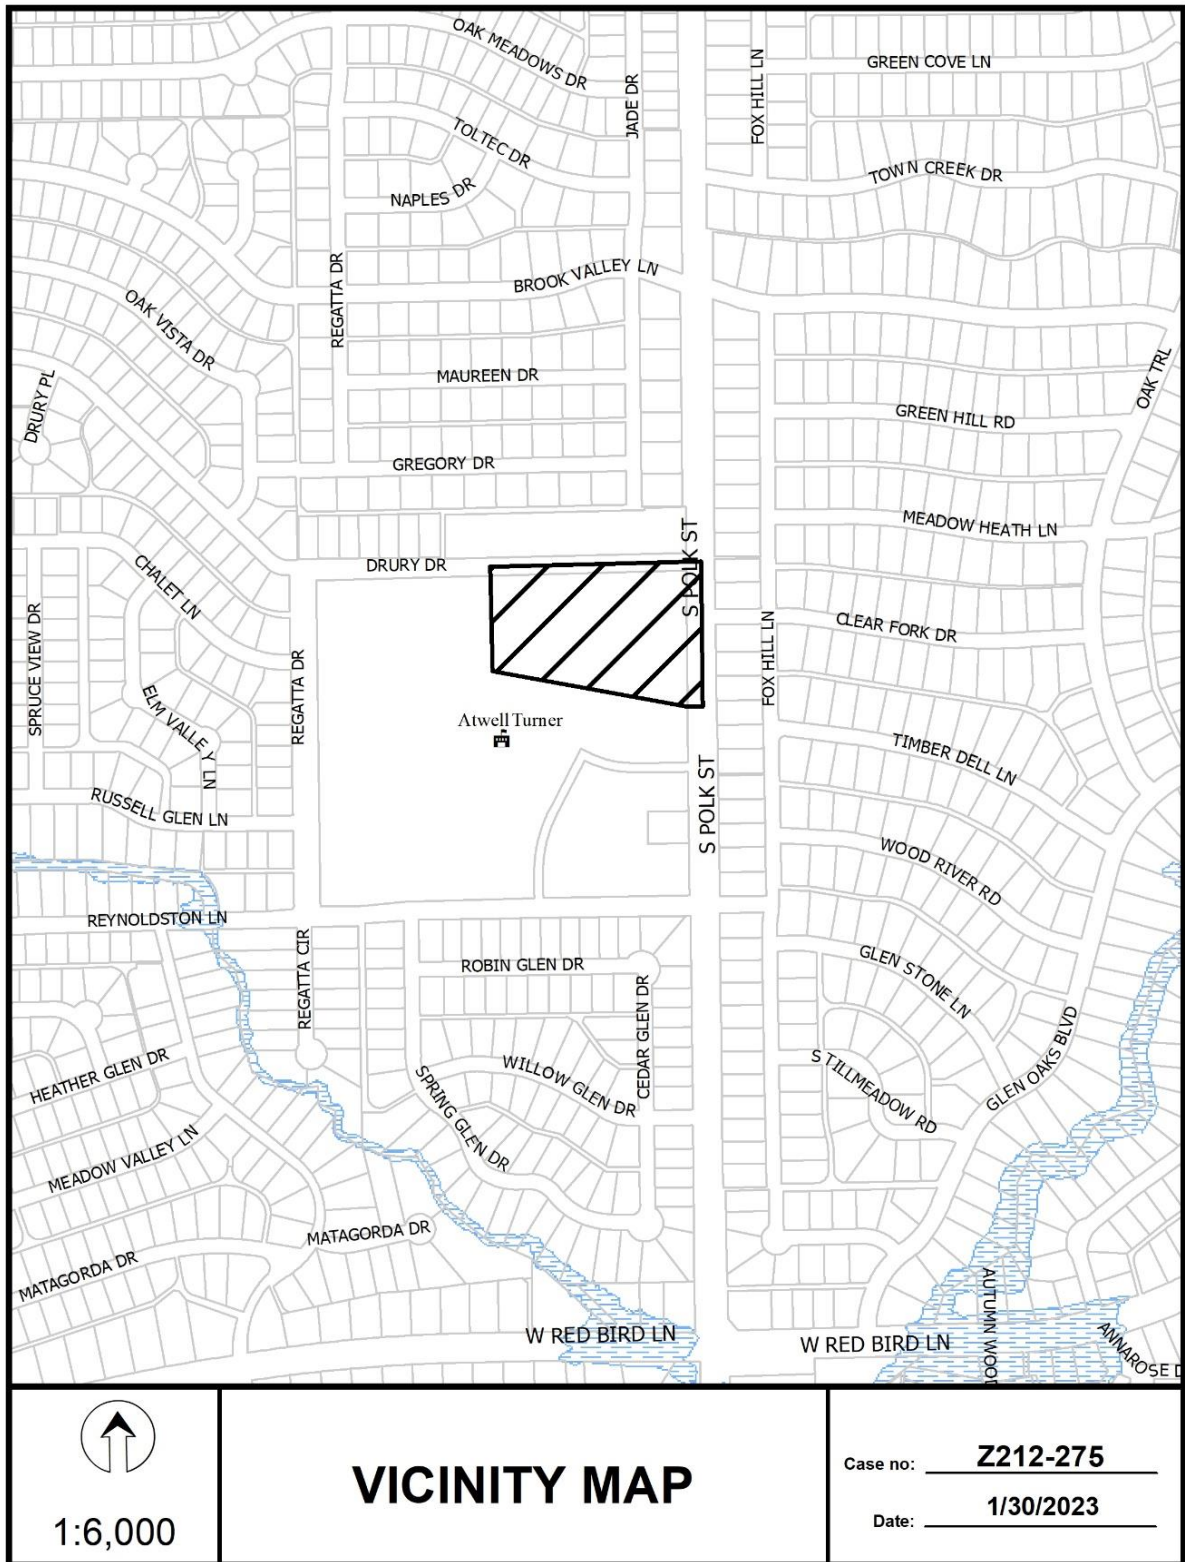 OAK MEADOWS DR
JADE DR
FOX HILL LN
GREEN COVE LN
TOLTEC DR
NAPLES DR
TOWN CREEK DR
REGATTA DR
BROOK VALLEY LN
OAK VISTA DR
MAUREEN DR
OAK TRL
DRURY PL
GREEN HILL RD
GREGORY DR
MEADOW HEATH LN
S POLK ST
DRURY DR
CHALET LN
SPRUCE VIEW DR
REGATTA DR
CLEAR FORK DR
FOX HILL LN
ELM VALLEY LN
Atwell Turner
TIMBER DELL LN
S POLK ST
RUSSELL GLEN LN
WOOD RIVER RD
REYNOLDSTON LN
REGATTA CIR
ROBIN GLEN DR
GLEN STONE LN
CEDAR GLEN DR
HEATHER GLEN DR
SPRING GLEN DR
WILLOW GLEN DR
S TILLMEADOW RD
GLEN OAKS BLVD
MEADOW VALLEY LN
MATAGORDA DR
MATAGORDA DR
W RED BIRD LN
W RED BIRD LN
AUTUMN WOO
ANNAROSE D
1:6,000
VICINITY MAP
Case no: Z212-275
Date: 1/30/2023